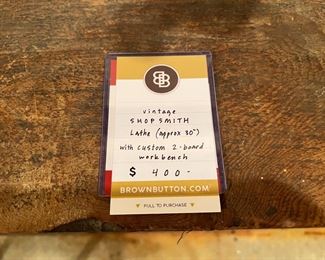 BB
vintage
SHOPSMITH
Lathe (approx 30")
with custom 2-board
workbench
$ 400-
BROWNBUTTON.COM
PULL TO PURCHASE